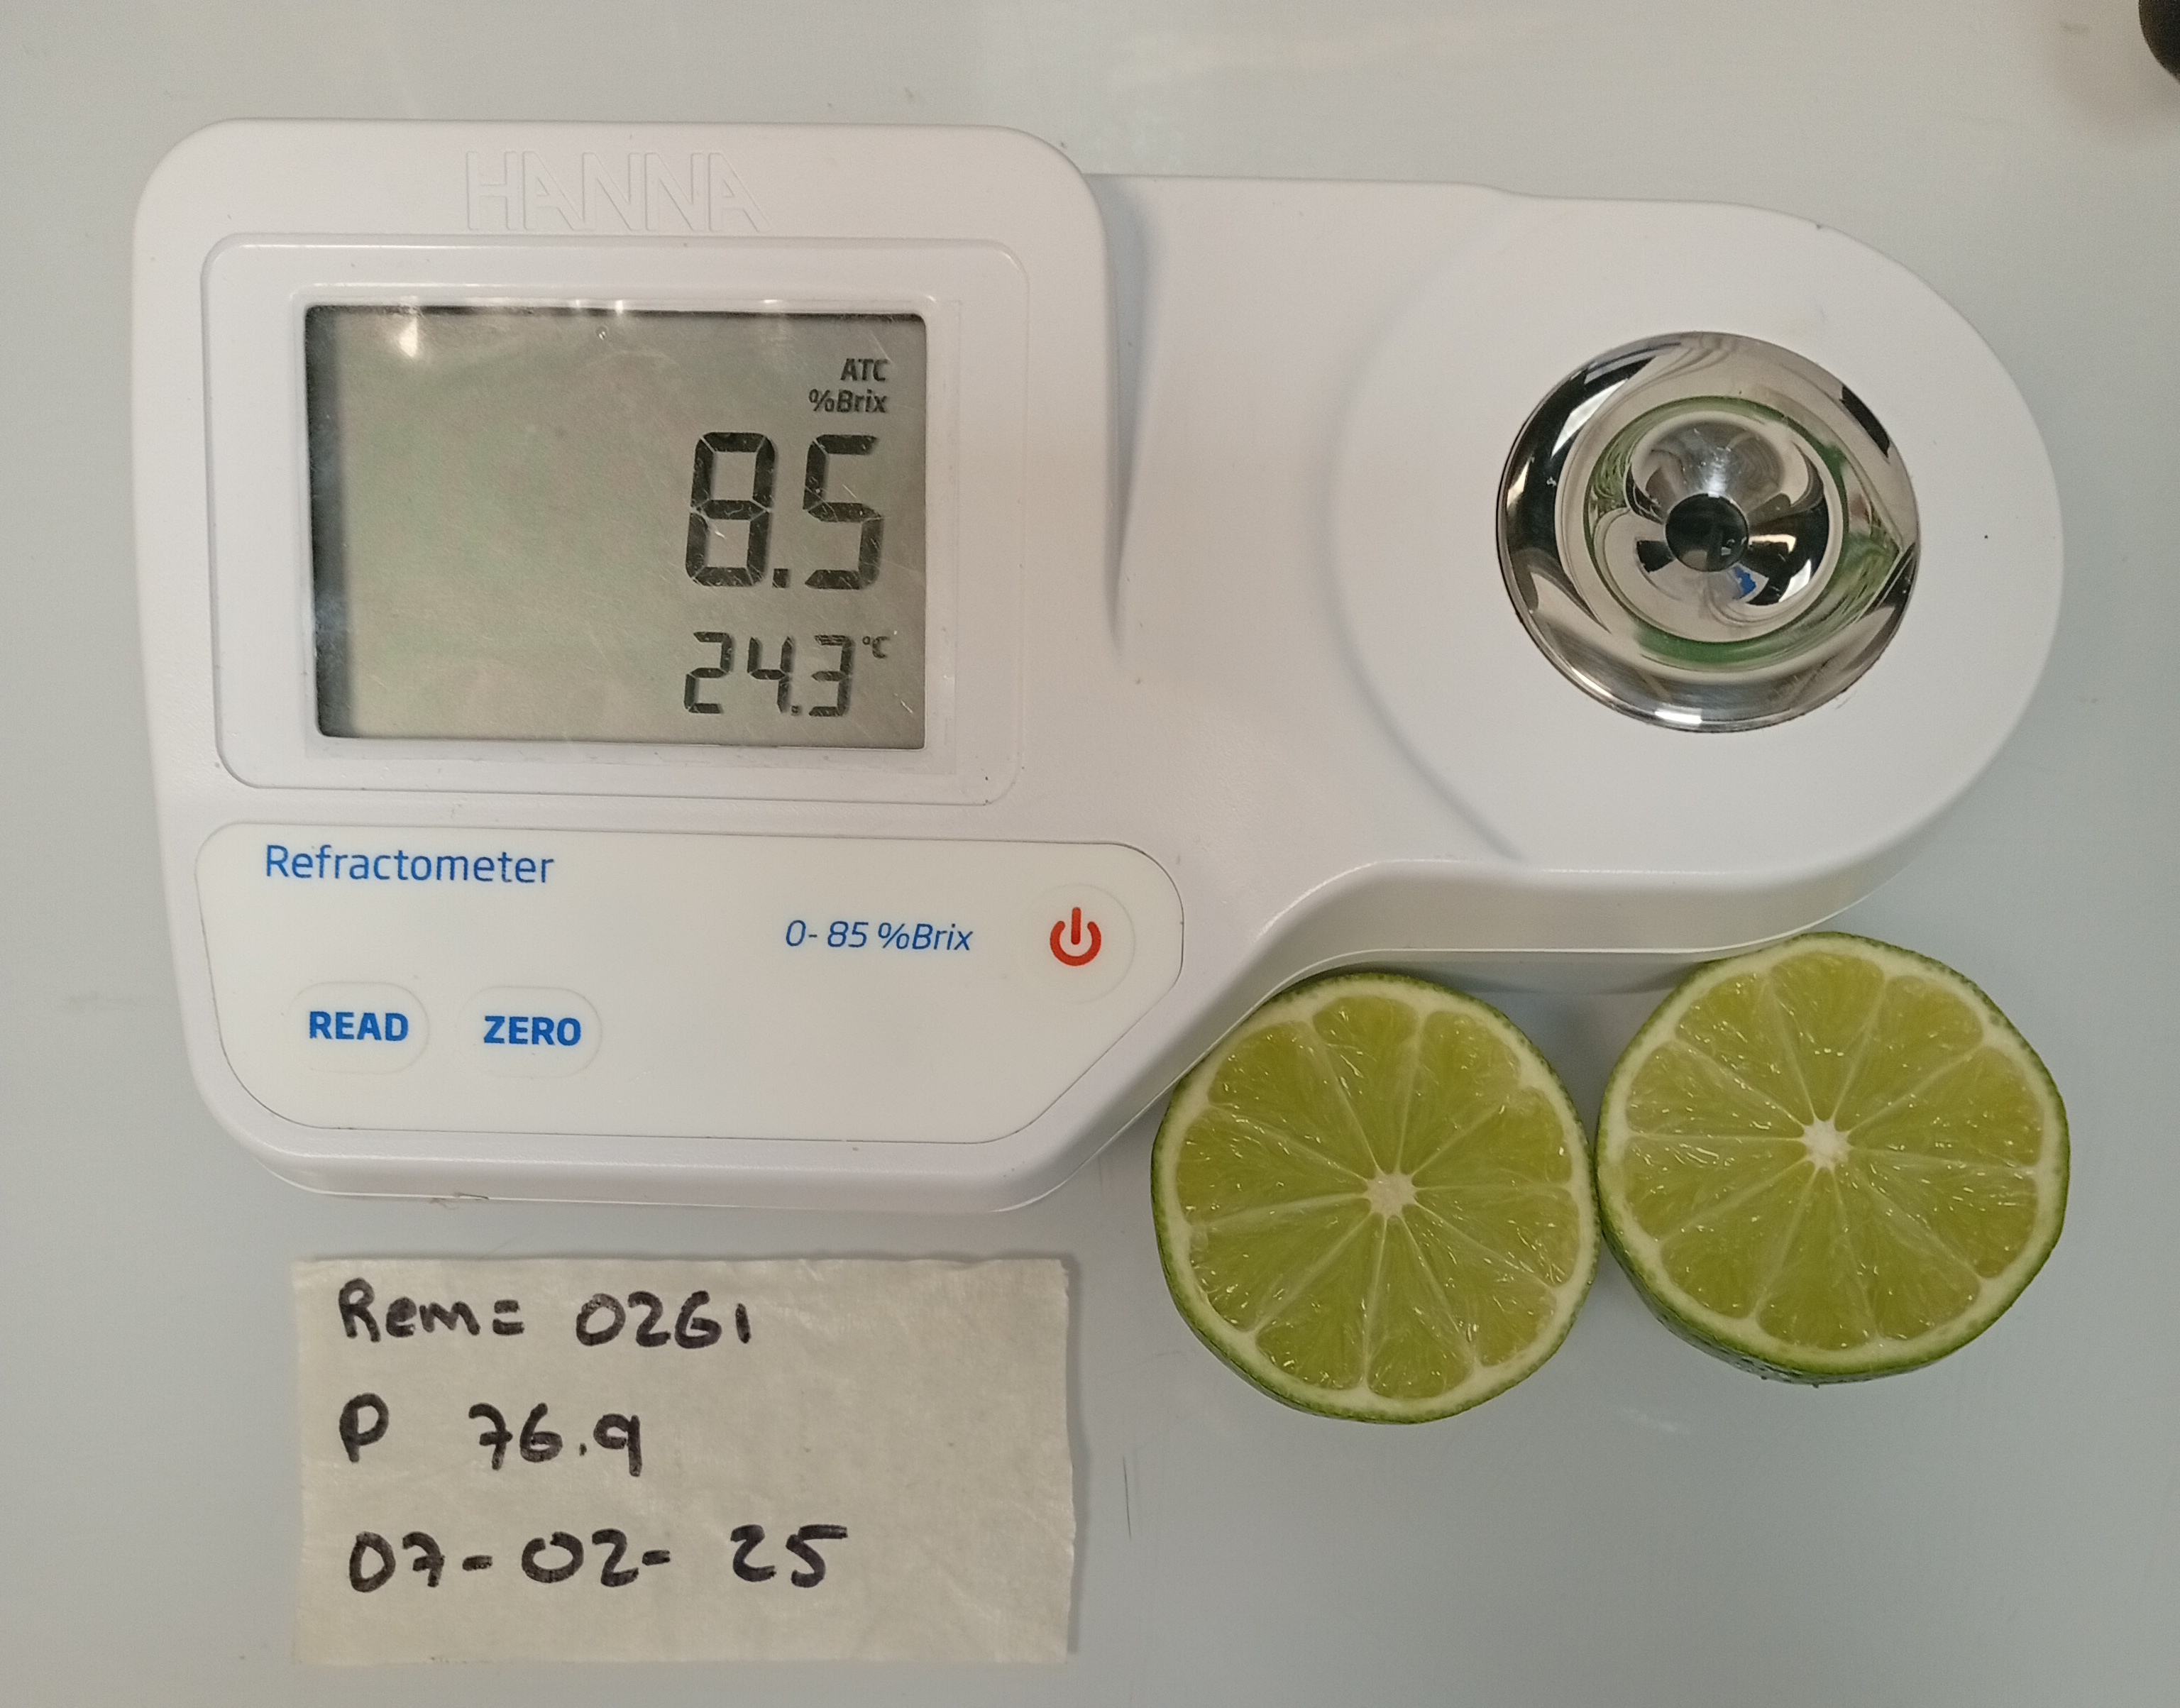 HANNA
ATC
%Brix
8.5
24.3°C
Refractometer
0-85 %Brix
READ ZERO
Rem= 0261
P 76.9
07-02-25